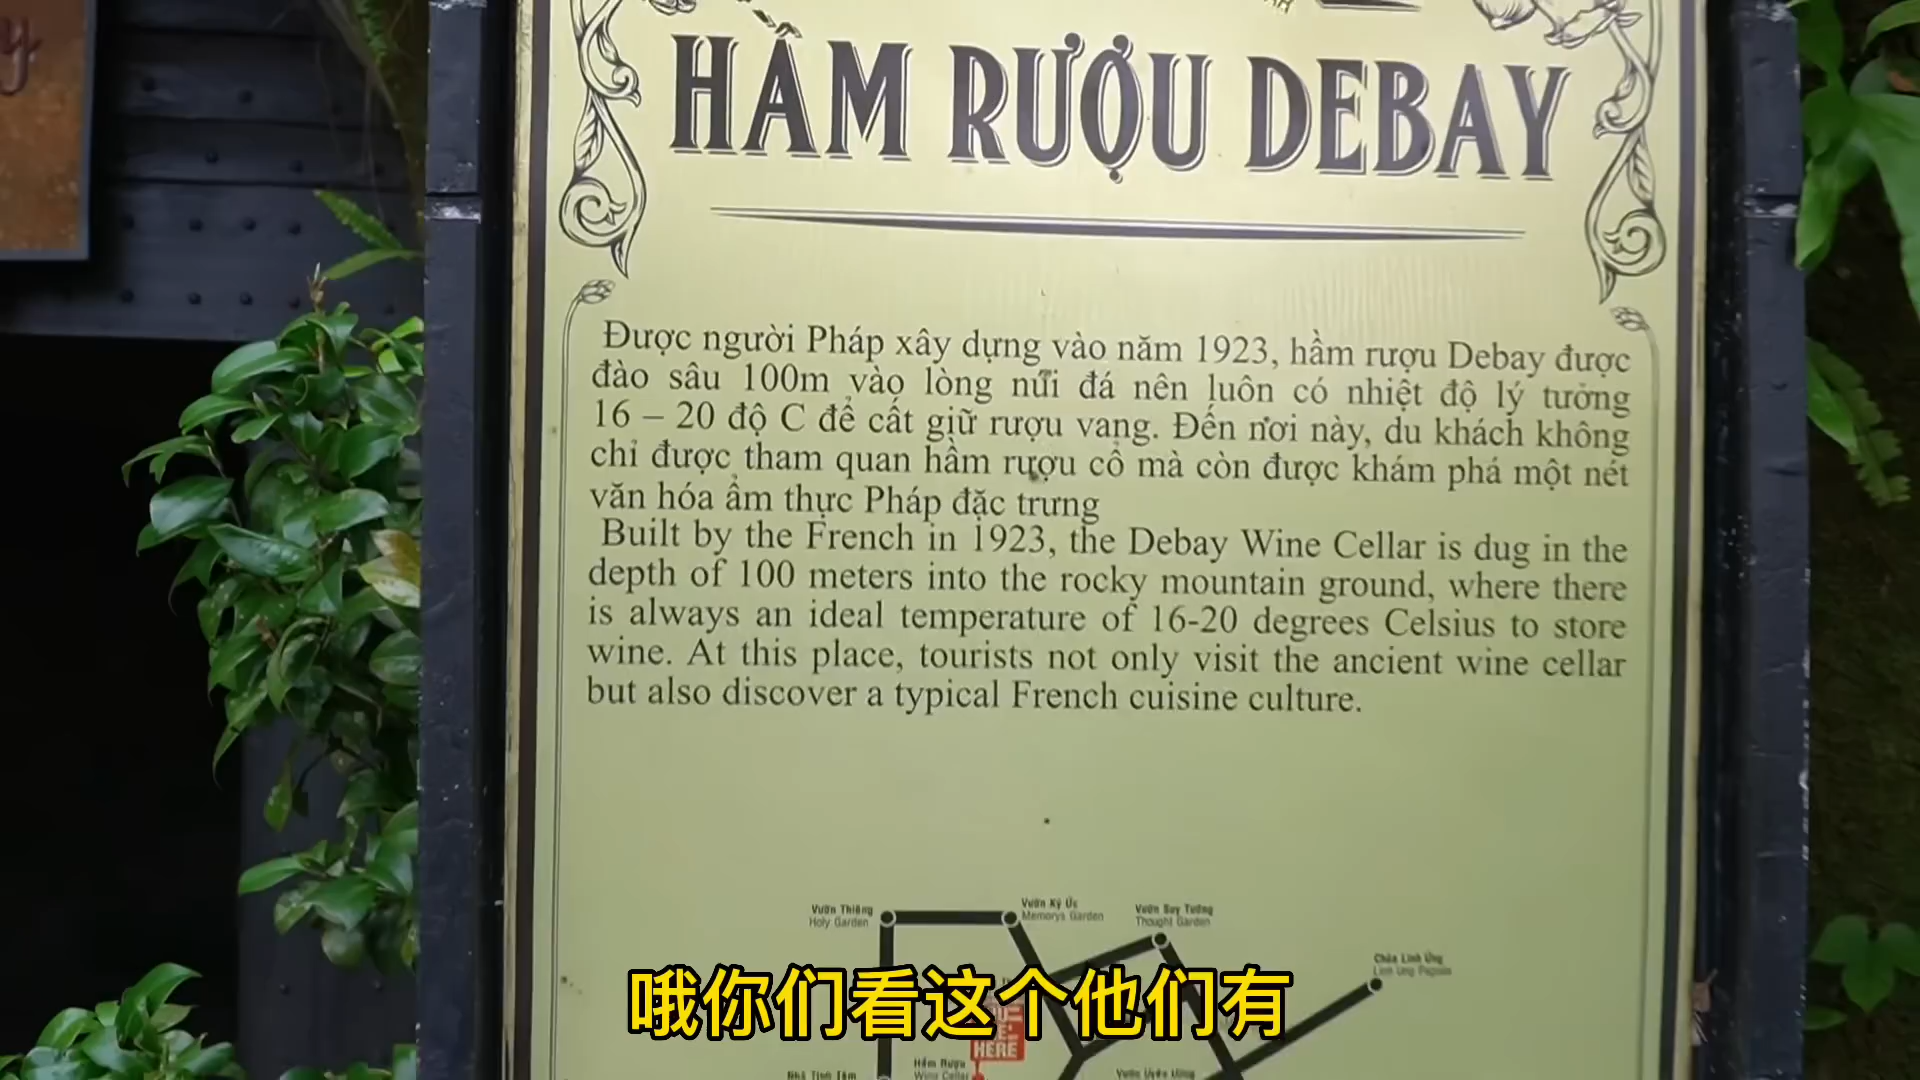 HẦM RƯỢU DEBAY
Được người Pháp xây dựng vào năm 1923, hầm rượu Debay được
đào sâu 100m vào lòng núi đá nên luôn có nhiệt độ lý tưởng
16 – 20 độ C để cất giữ rượu vang. Đến nơi này, du khách không
chỉ được tham quan hầm rượu cổ mà còn được khám phá một nét
văn hóa ẩm thực Pháp đặc trưng
Built by the French in 1923, the Debay Wine Cellar is dug in the
depth of 100 meters into the rocky mountain ground, where there
is always an ideal temperature of 16-20 degrees Celsius to store
wine. At this place, tourists not only visit the ancient wine cellar
but also discover a typical French cuisine culture.
Vườn Thiêng
Holy Garden
Vườn Ký Ức
Memorys Garden
Vườn Suy Tưởng
Thought Garden
Chùa Linh Ứng
Linh Ung Pagoda
哦你们看这个他们有
HERE
Hầm Rượu
Wine Cellar
Nhà Tịnh Tâm
Vườn Uyên Ương